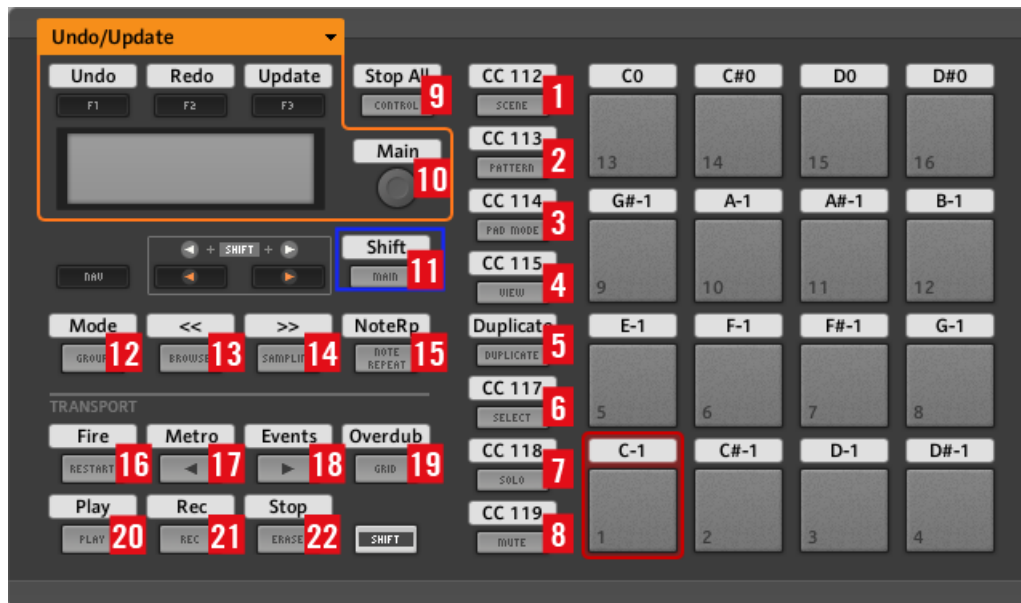 Undo/Update
Undo Redo Update Stop All CC 112 C0 C#0 D0 D#0
F1 F2 F3 CONTROL 9 SCENE 1
CC 113
Main PATTERN 2 13 14 15 16
10
CC 114 G#-1 A-1 A#-1 B-1
PAD MODE 3
+ SHIFT + Shift
CC 115
NAV MAIN 11 VIEW 4 9 10 11 12
Mode << >> NoteRp Duplicate E-1 F-1 F#-1 G-1
GROUP 12 BROWSE 13 SAMPLIN 14 NOTE REPEAT 15 DUPLICATE 5
CC 117
TRANSPORT SELECT 6 5 6 7 8
Fire Metro Events Overdub CC 118 C-1 C#-1 D-1 D#-1
RESTART 16 17 18 GRID 19 SOLO 7
Play Rec Stop CC 119
PLAY 20 REC 21 ERASE 22 SHIFT MUTE 8 1 2 3 4